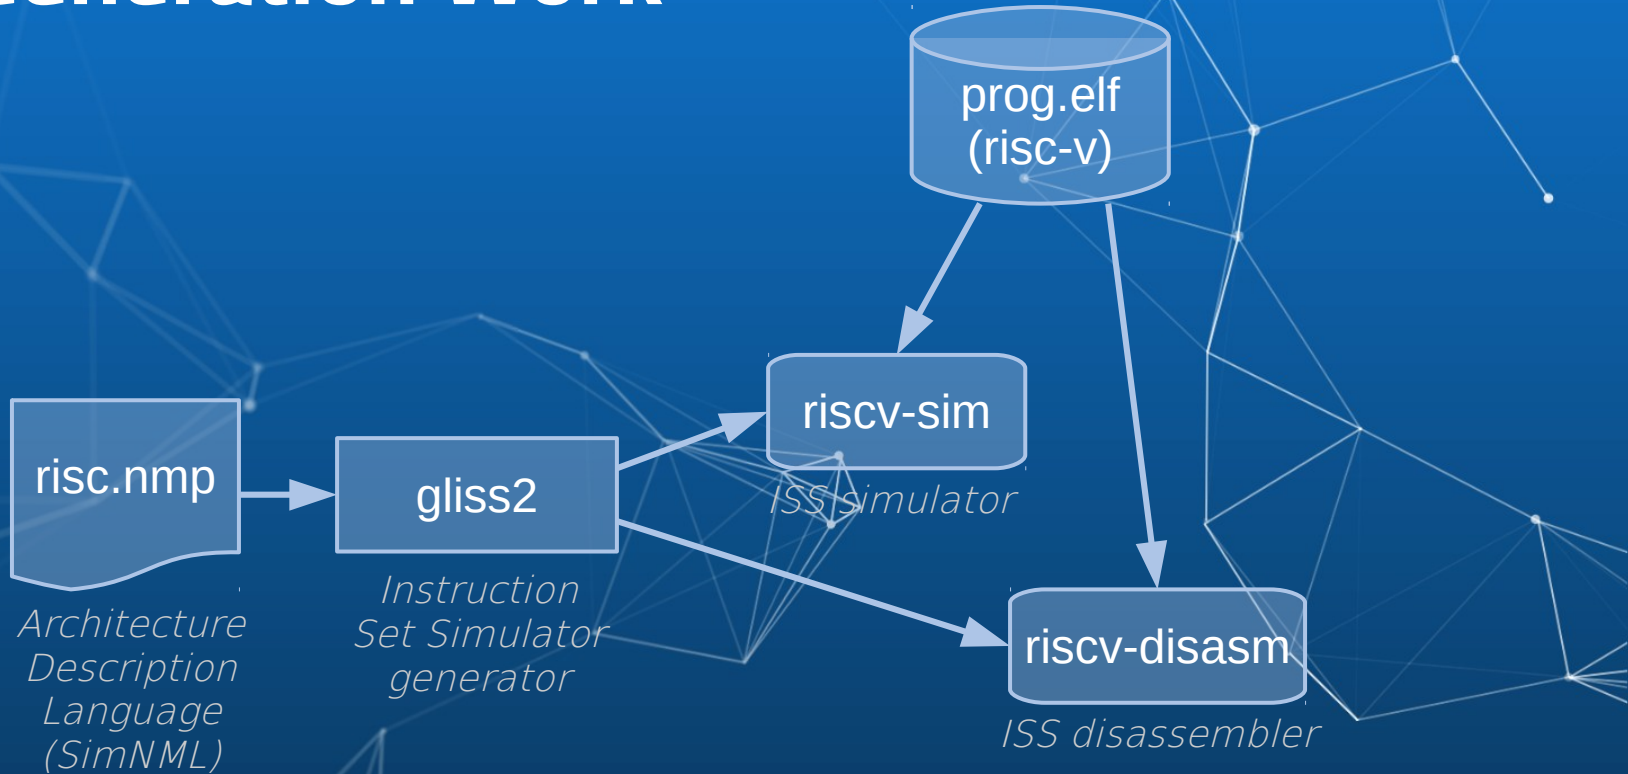 prog.elf
(risc-v)
riscv-sim
ISS simulator
risc.nmp
gliss2
Architecture
Description
Language
(SimNML)
Instruction
Set Simulator
generator
riscv-disasm
ISS disassembler